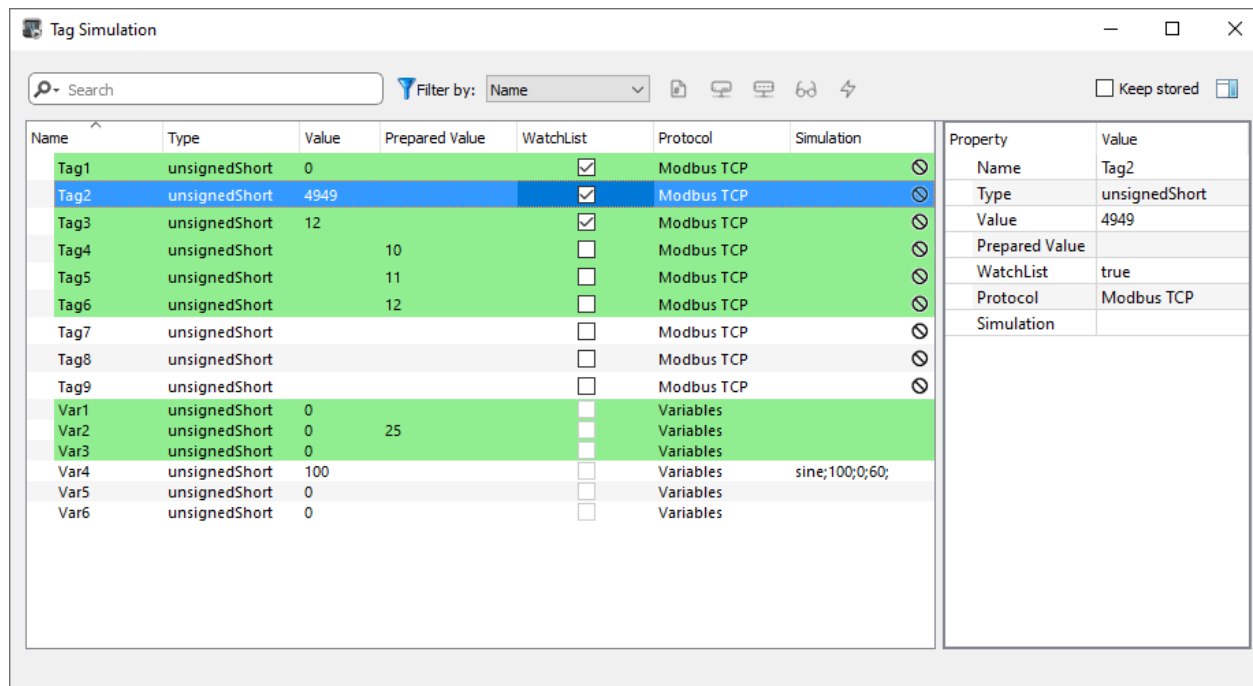 Tag Simulation
Search Filter by: Name Keep stored
Name Type Value Prepared Value WatchList Protocol Simulation
Tag1 unsignedShort 0 Modbus TCP
Tag2 unsignedShort 4949 Modbus TCP
Tag3 unsignedShort 12 Modbus TCP
Tag4 unsignedShort 10 Modbus TCP
Tag5 unsignedShort 11 Modbus TCP
Tag6 unsignedShort 12 Modbus TCP
Tag7 unsignedShort Modbus TCP
Tag8 unsignedShort Modbus TCP
Tag9 unsignedShort Modbus TCP
Var1 unsignedShort 0 Variables
Var2 unsignedShort 0 25 Variables
Var3 unsignedShort 0 Variables
Var4 unsignedShort 100 Variables sine;100;0;60;
Var5 unsignedShort 0 Variables
Var6 unsignedShort 0 Variables
Property Value
Name Tag2
Type unsignedShort
Value 4949
Prepared Value
WatchList true
Protocol Modbus TCP
Simulation